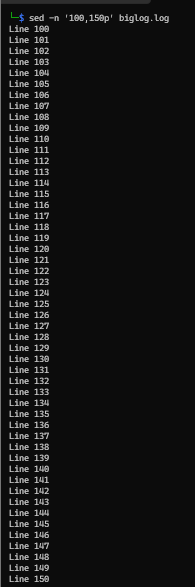 └─$ sed -n '100,150p' biglog.log
Line 100
Line 101
Line 102
Line 103
Line 104
Line 105
Line 106
Line 107
Line 108
Line 109
Line 110
Line 111
Line 112
Line 113
Line 114
Line 115
Line 116
Line 117
Line 118
Line 119
Line 120
Line 121
Line 122
Line 123
Line 124
Line 125
Line 126
Line 127
Line 128
Line 129
Line 130
Line 131
Line 132
Line 133
Line 134
Line 135
Line 136
Line 137
Line 138
Line 139
Line 140
Line 141
Line 142
Line 143
Line 144
Line 145
Line 146
Line 147
Line 148
Line 149
Line 150